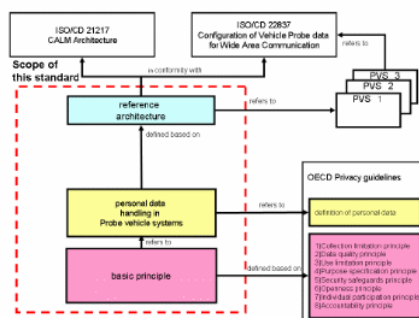 ISO/CD 21217
CALM Architecture
ISO/CD 22837
Configuration of Vehicle Probe data
for Wide Area Communication
refers to
Scope of
this standard
in conformity with
PVS 3
PVS 2
PVS 1
reference
architecture
refers to
defined based on
OECD Privacy guidelines
personal data
handling in
Probe vehicle systems
refers to
definition of personal data
refers to
basic principle
defined based on
1)Collection limitation principle
2)Data quality principle
3)Use limitation principle
4)Purpose specification principle
5)Security safeguards principle
6)Openness principle
7)Individual participation principle
8)Accountability principle